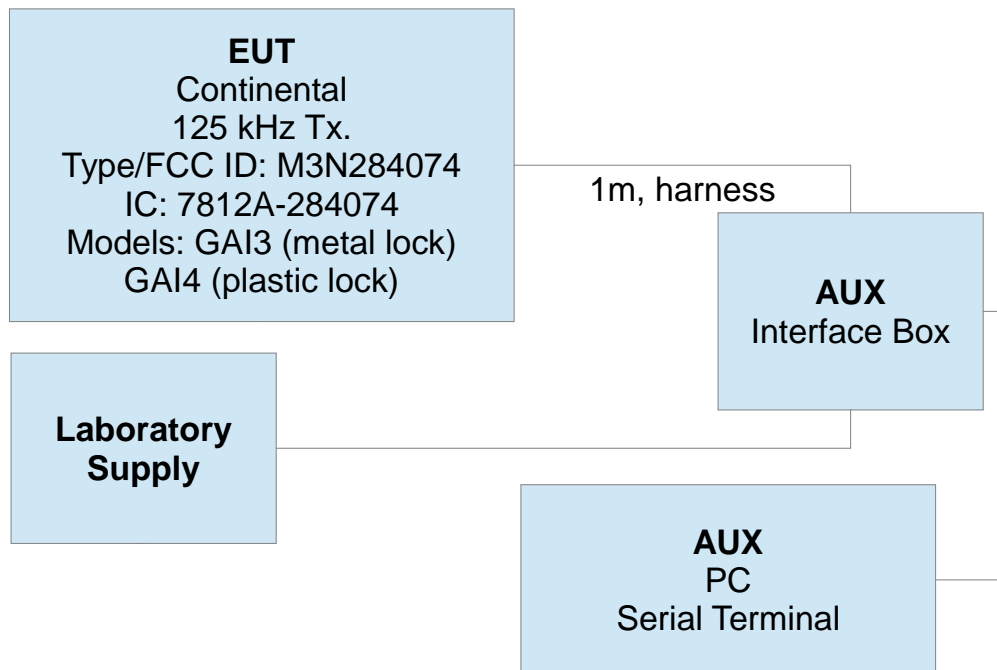 EUT
Continental
125 kHz Tx.
Type/FCC ID: M3N284074
IC: 7812A-284074
Models: GAI3 (metal lock)
GAI4 (plastic lock)
1m, harness
AUX
Interface Box
Laboratory
Supply
AUX
PC
Serial Terminal